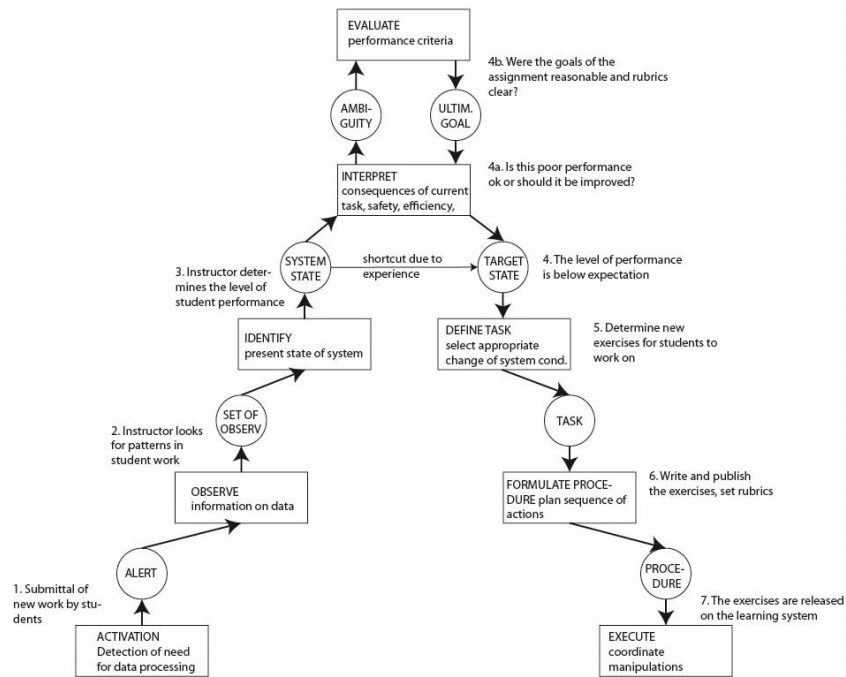 EVALUATE
performance criteria
4b. Were the goals of the
assignment reasonable and rubrics
clear?
AMBI-
GUITY
ULTIM.
GOAL
4a. Is this poor performance
ok or should it be improved?
INTERPRET
consequences of current
task, safety, efficiency,
3. Instructor deter-
mines the level of
student performance
SYSTEM
STATE
shortcut due to
experience
TARGET
STATE
4. The level of performance
is below expectation
IDENTIFY
present state of system
DEFINE TASK
select appropriate
change of system cond.
5. Determine new
exercises for students to
work on
2. Instructor looks
for patterns in
student work
SET OF
OBSERV
TASK
OBSERVE
information on data
FORMULATE PROCE-
DURE plan sequence of
actions
6. Write and publish
the exercises, set rubrics
1. Submittal of
new work by stu-
dents
ALERT
PROCE-
DURE
7. The exercises are released
on the learning system
ACTIVATION
Detection of need
for data processing
EXECUTE
coordinate
manipulations